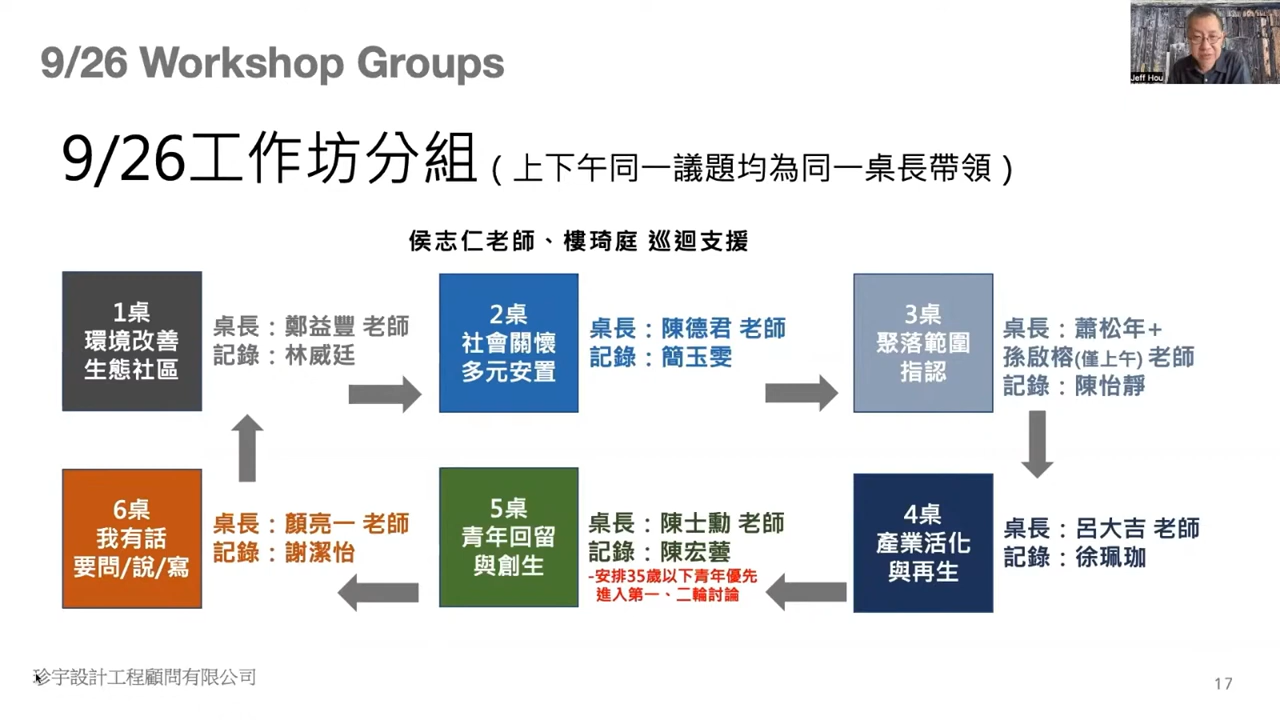 9/26 Workshop Groups
Jeff Hou
9/26工作坊分組（上下午同一議題均為同一桌長帶領）
侯志仁老師、樓琦庭 巡迴支援
1桌
環境改善
生態社區
桌長：鄭益豐 老師
記錄：林威廷
2桌
社會關懷
多元安置
桌長：陳德君 老師
記錄：簡玉雯
3桌
聚落範圍
指認
桌長：蕭松年+
孫啟榕(僅上午) 老師
記錄：陳怡靜
6桌
我有話
要問/說/寫
桌長：顏亮一 老師
記錄：謝潔怡
5桌
青年回留
與創生
桌長：陳士勳 老師
記錄：陳宏蕓
-安排35歲以下青年優先
進入第一、二輪討論
4桌
產業活化
與再生
桌長：呂大吉 老師
記錄：徐珮珈
珍宇設計工程顧問有限公司
17